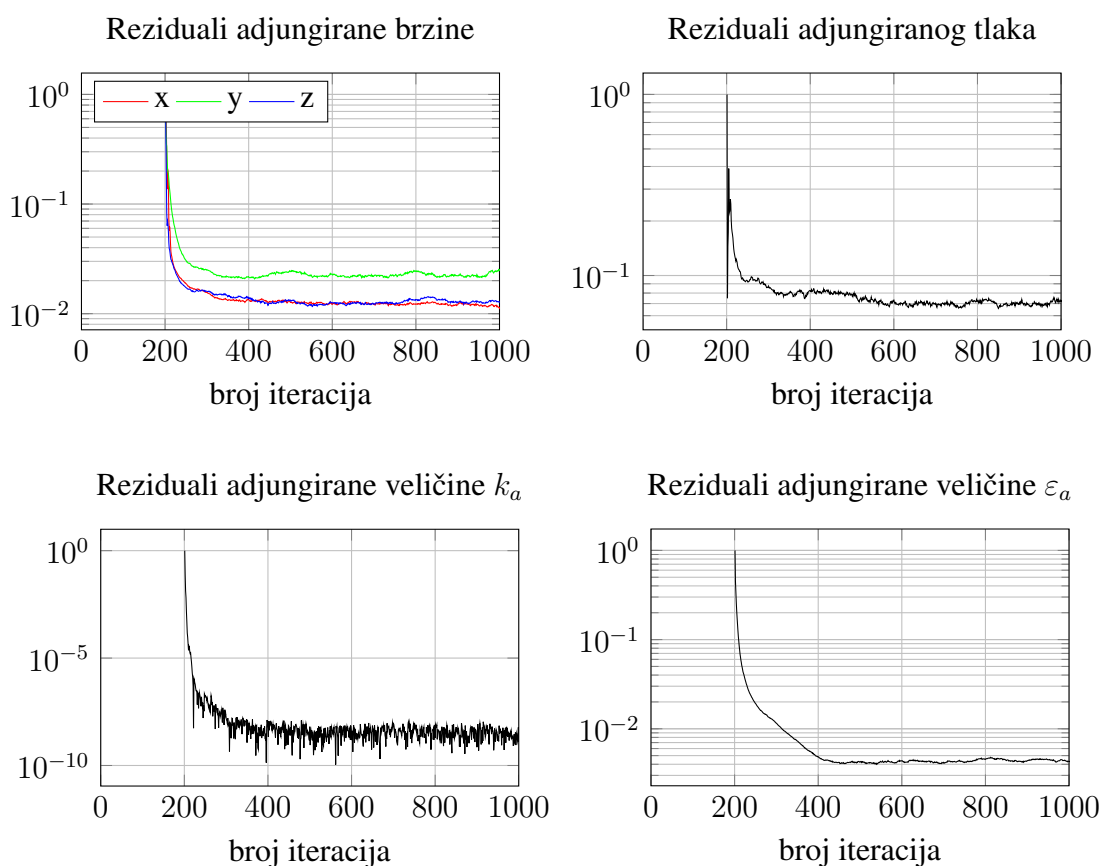 Reziduali adjungirane brzine
x y z
10^0
10^−1
10^−2
0 200 400 600 800 1000
broj iteracija
Reziduali adjungiranog tlaka
10^0
10^−1
0 200 400 600 800 1000
broj iteracija
Reziduali adjungirane veličine k_a
10^0
10^−5
10^−10
0 200 400 600 800 1000
broj iteracija
Reziduali adjungirane veličine ε_a
10^0
10^−1
10^−2
0 200 400 600 800 1000
broj iteracija